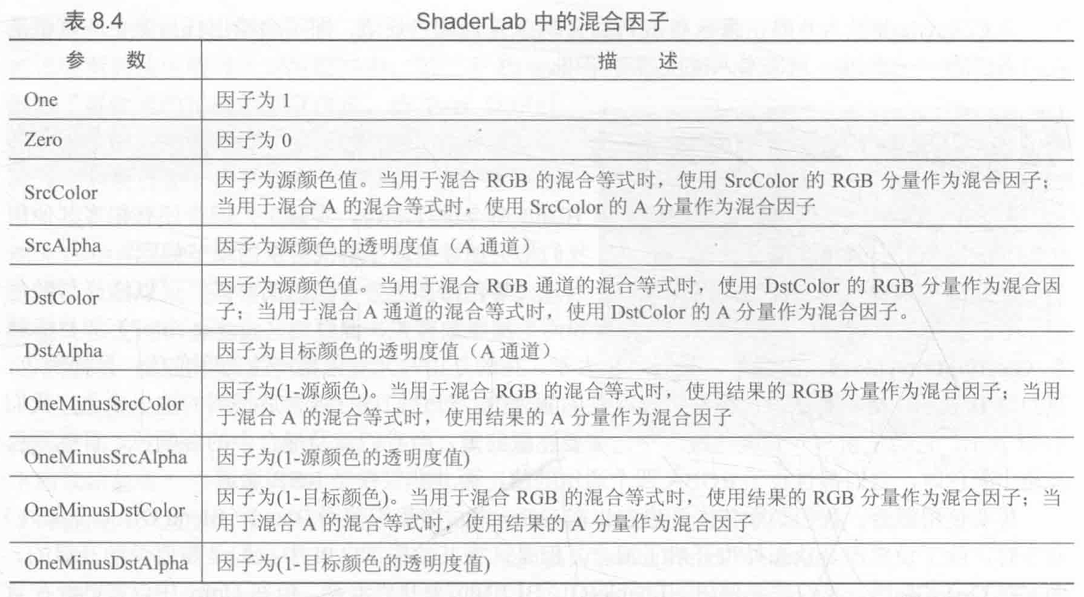 表 8.4 ShaderLab 中的混合因子
参 数 描 述
One 因子为 1
Zero 因子为 0
SrcColor 因子为源颜色值。当用于混合 RGB 的混合等式时，使用 SrcColor 的 RGB 分量作为混合因子；
当用于混合 A 的混合等式时，使用 SrcColor 的 A 分量作为混合因子
SrcAlpha 因子为源颜色的透明度值（A 通道）
DstColor 因子为源颜色值。当用于混合 RGB 通道的混合等式时，使用 DstColor 的 RGB 分量作为混合因
子；当用于混合 A 通道的混合等式时，使用 DstColor 的 A 分量作为混合因子。
DstAlpha 因子为目标颜色的透明度值（A 通道）
OneMinusSrcColor 因子为(1-源颜色)。当用于混合 RGB 的混合等式时，使用结果的 RGB 分量作为混合因子；当用
于混合 A 的混合等式时，使用结果的 A 分量作为混合因子
OneMinusSrcAlpha 因子为(1-源颜色的透明度值)
OneMinusDstColor 因子为(1-目标颜色)。当用于混合 RGB 的混合等式时，使用结果的 RGB 分量作为混合因子；当
用于混合 A 的混合等式时，使用结果的 A 分量作为混合因子
OneMinusDstAlpha 因子为(1-目标颜色的透明度值)